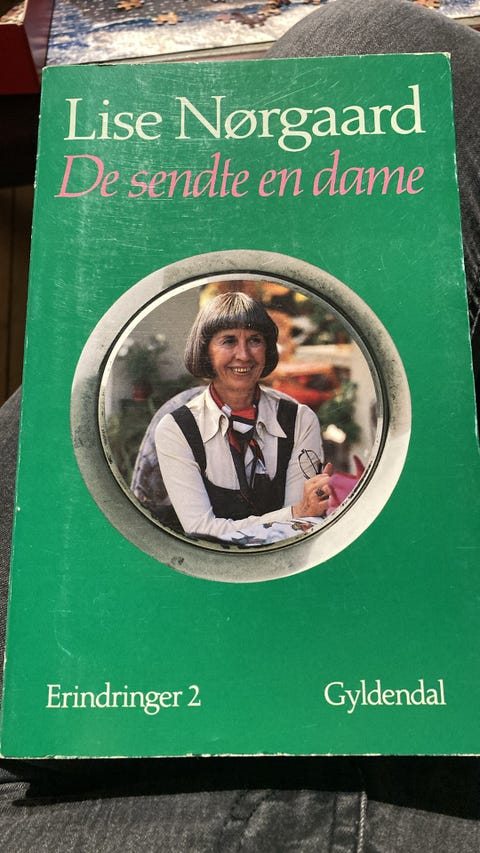 Lise Nørgaard
De sendte en dame
Erindringer 2
Gyldendal